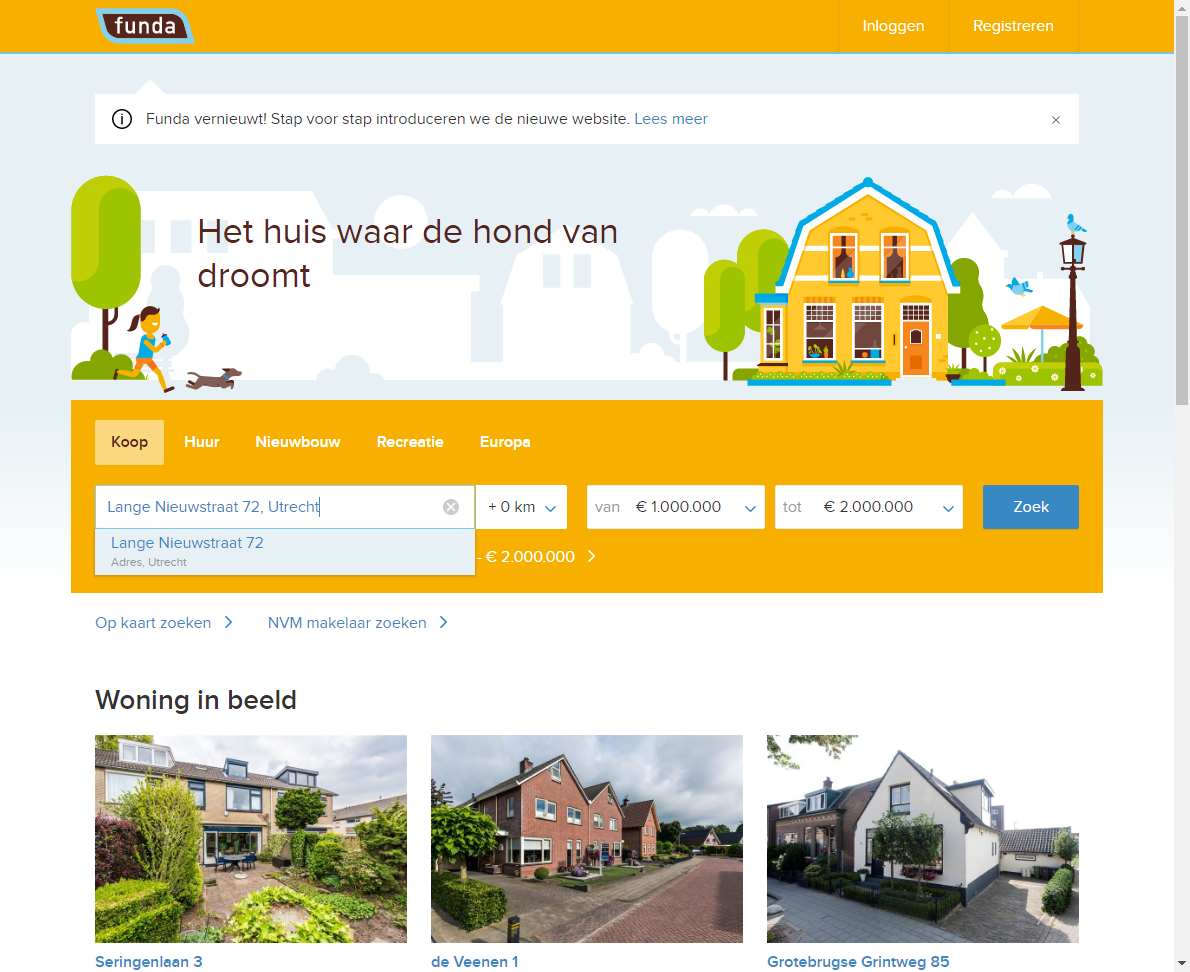 funda
Inloggen
Registreren
Funda vernieuwt! Stap voor stap introduceren we de nieuwe website. Lees meer
Het huis waar de hond van
droomt
Koop Huur Nieuwbouw Recreatie Europa
Lange Nieuwstraat 72, Utrecht
+ 0 km
van € 1.000.000
tot € 2.000.000
Zoek
Lange Nieuwstraat 72
Adres, Utrecht
- € 2.000.000
Op kaart zoeken
NVM makelaar zoeken
Woning in beeld
Seringenlaan 3
de Veenen 1
Grotebrugse Grintweg 85